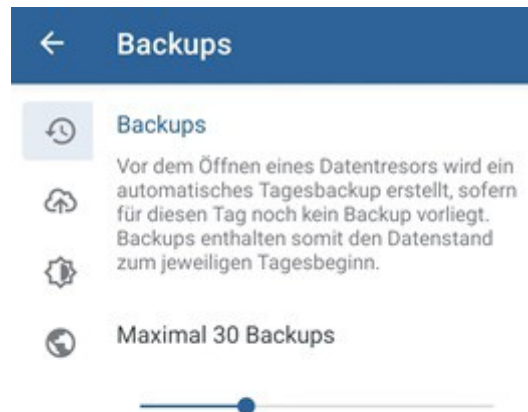 Backups
Backups
Vor dem Öffnen eines Datentresors wird ein
automatisches Tagesbackup erstellt, sofern
für diesen Tag noch kein Backup vorliegt.
Backups enthalten somit den Datenstand
zum jeweiligen Tagesbeginn.
Maximal 30 Backups